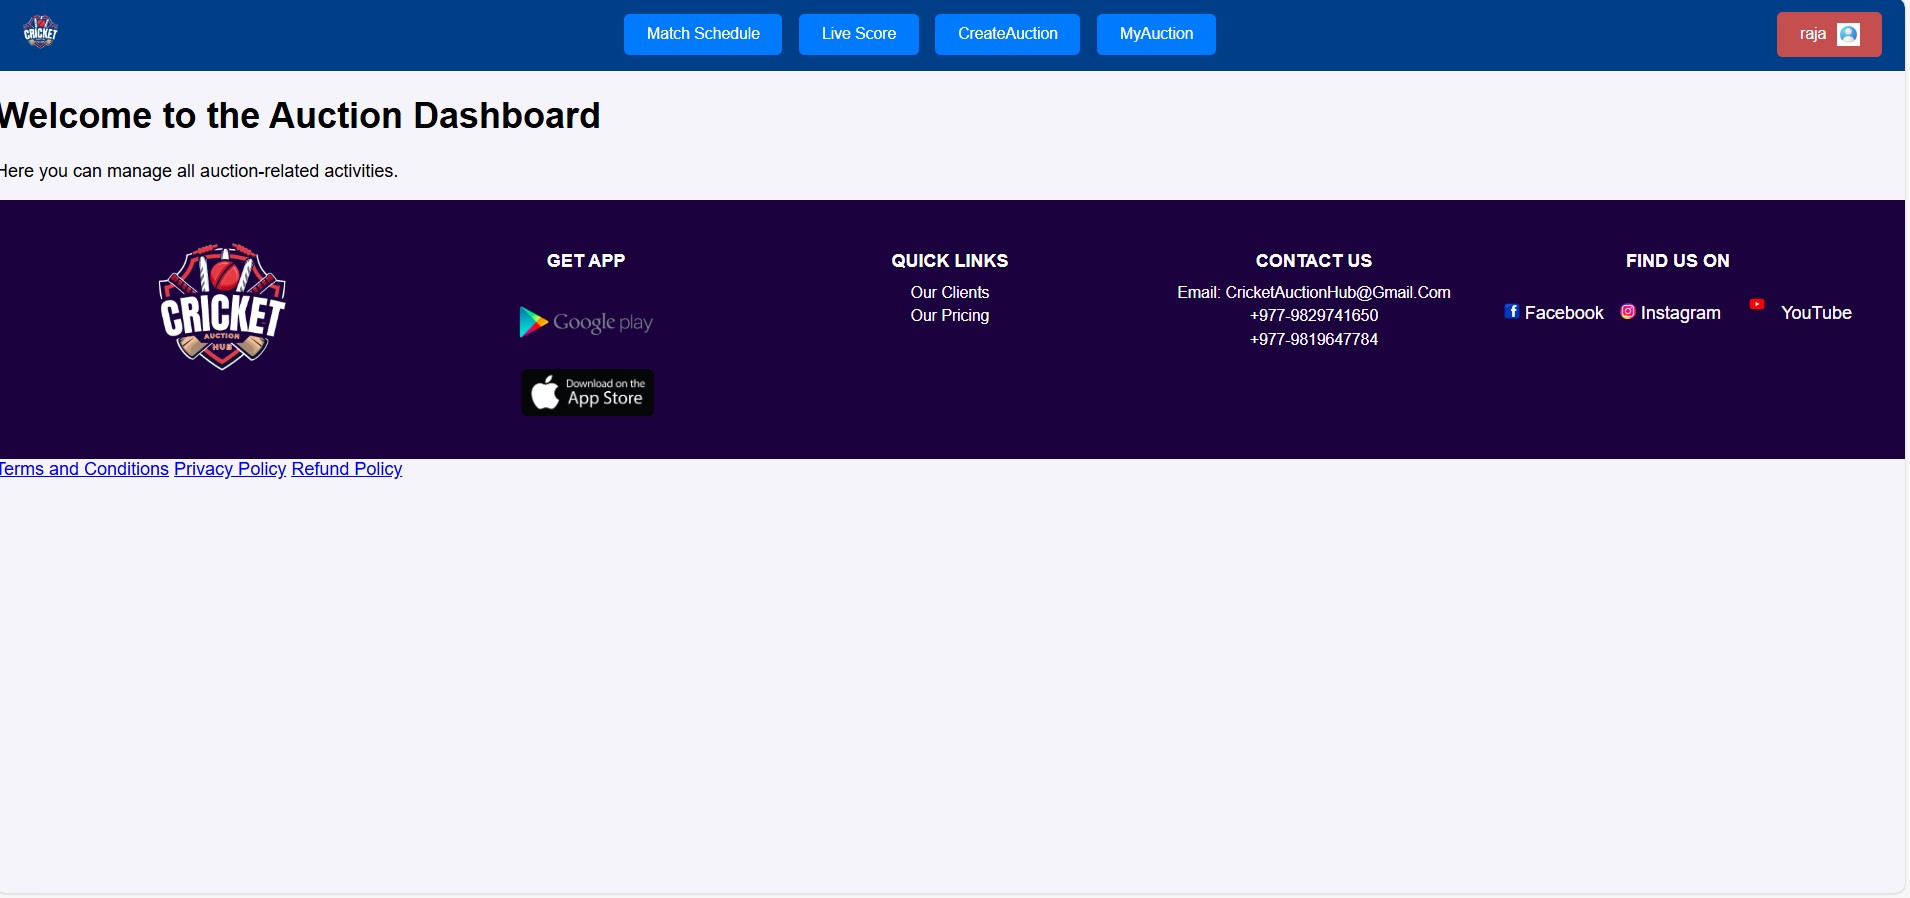 CRICKET
Match Schedule
Live Score
CreateAuction
MyAuction
raja
Welcome to the Auction Dashboard
Here you can manage all auction-related activities.
CRICKET
AUCTION
HUB
GET APP
Google play
Download on the
App Store
QUICK LINKS
Our Clients
Our Pricing
CONTACT US
Email: CricketAuctionHub@Gmail.Com
+977-9829741650
+977-9819647784
FIND US ON
Facebook Instagram YouTube
Terms and Conditions Privacy Policy Refund Policy